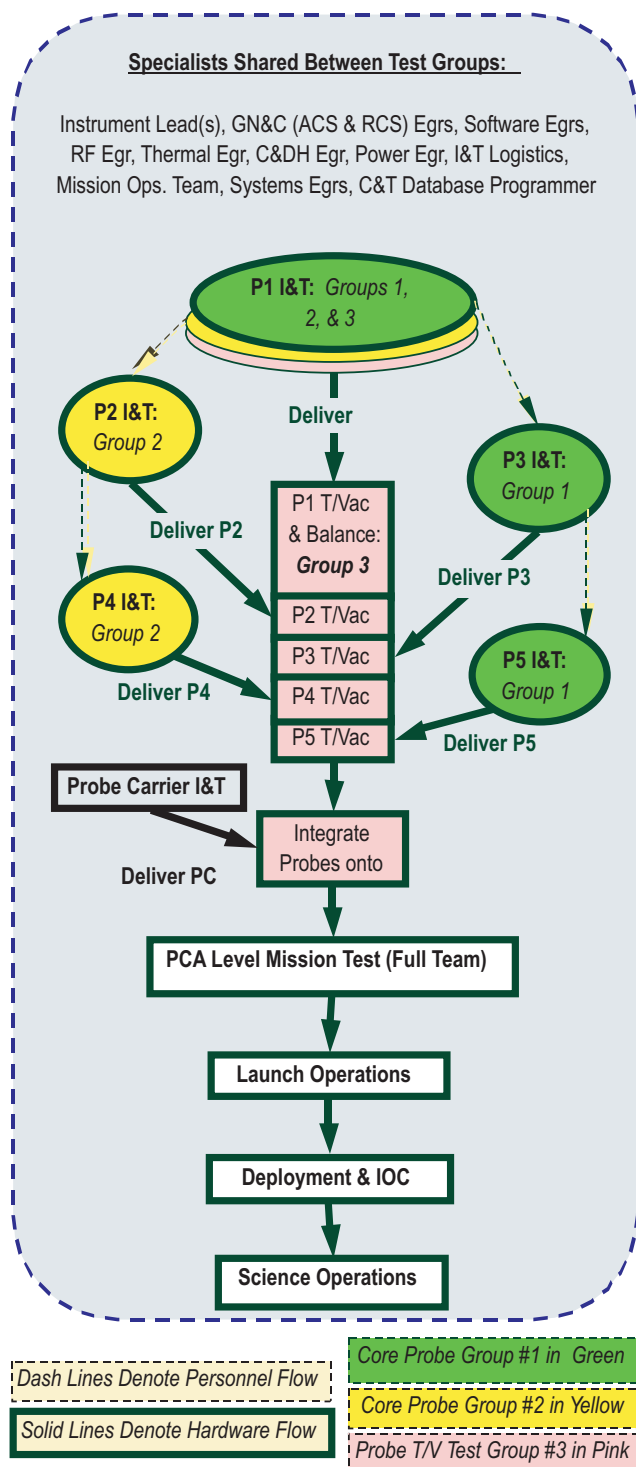 Specialists Shared Between Test Groups:
Instrument Lead(s), GN&C (ACS & RCS) Egrs, Software Egrs,
RF Egr, Thermal Egr, C&DH Egr, Power Egr, I&T Logistics,
Mission Ops. Team, Systems Egrs, C&T Database Programmer
P1 I&T: Groups 1,
2, & 3
P2 I&T:
Group 2
Deliver
P3 I&T:
Group 1
P1 T/Vac
& Balance:
Group 3
Deliver P2
Deliver P3
P4 I&T:
Group 2
P2 T/Vac
P3 T/Vac
P5 I&T:
Group 1
Deliver P4
P4 T/Vac
P5 T/Vac
Deliver P5
Probe Carrier I&T
Integrate
Probes onto
Deliver PC
PCA Level Mission Test (Full Team)
Launch Operations
Deployment & IOC
Science Operations
Dash Lines Denote Personnel Flow
Solid Lines Denote Hardware Flow
Core Probe Group #1 in Green
Core Probe Group #2 in Yellow
Probe T/V Test Group #3 in Pink